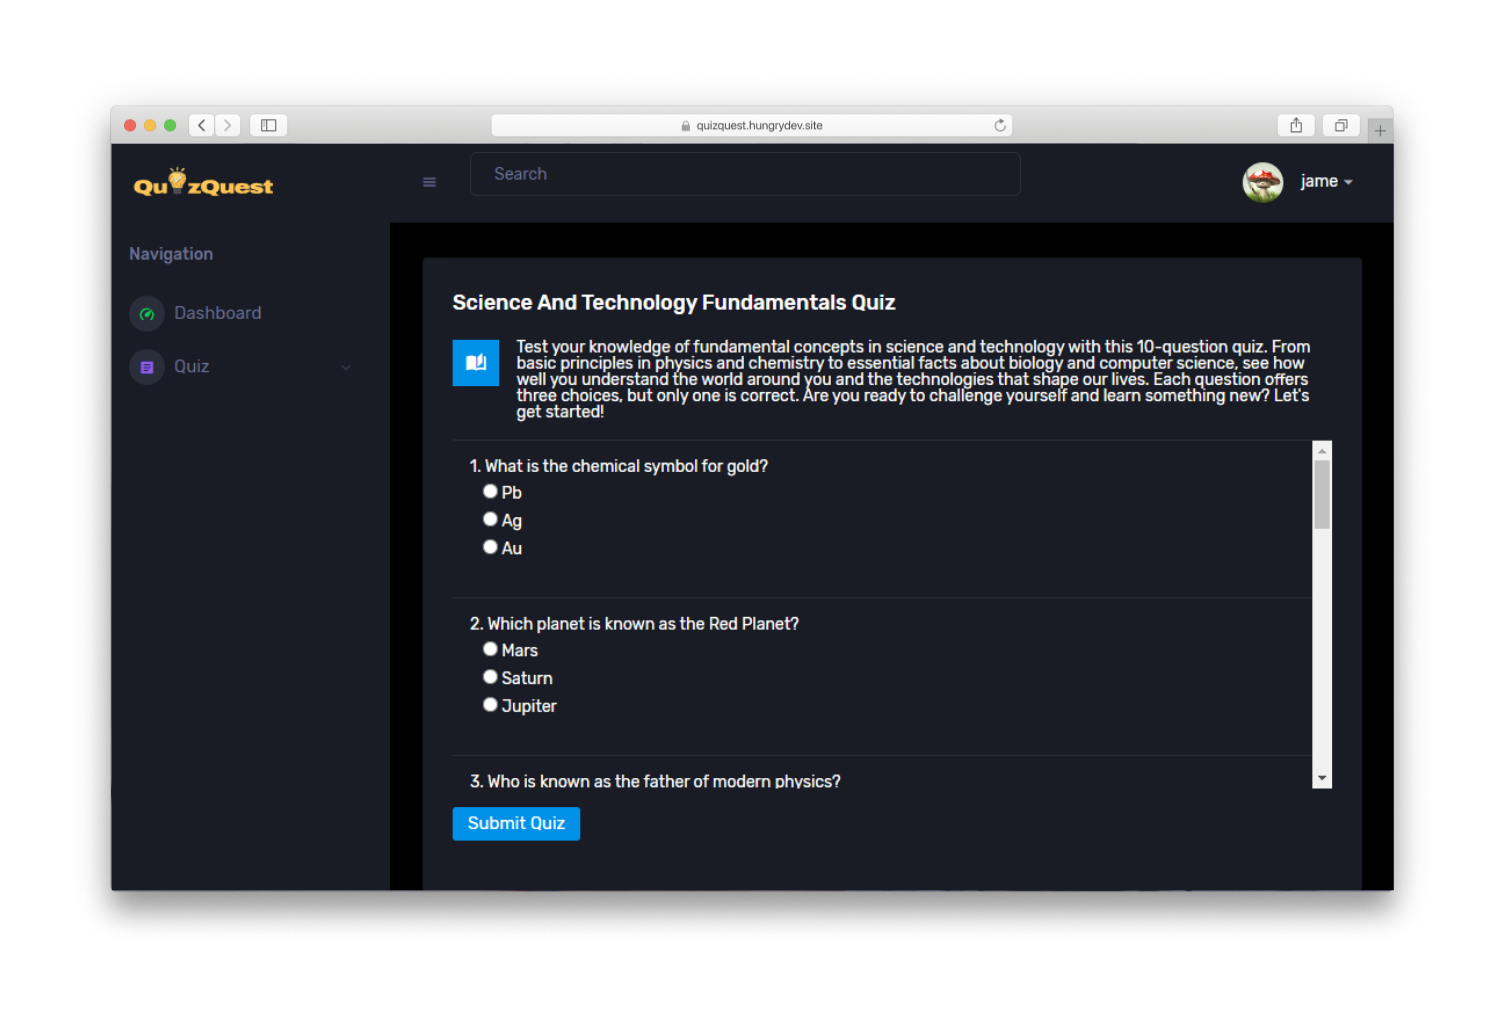 quizquest.hungrydev.site
QuizQuest
Search
jame
Navigation
Dashboard
Quiz
Science And Technology Fundamentals Quiz
Test your knowledge of fundamental concepts in science and technology with this 10-question quiz. From
basic principles in physics and chemistry to essential facts about biology and computer science, see how
well you understand the world around you and the technologies that shape our lives. Each question offers
three choices, but only one is correct. Are you ready to challenge yourself and learn something new? Let's
get started!
1. What is the chemical symbol for gold?
Pb
Ag
Au
2. Which planet is known as the Red Planet?
Mars
Saturn
Jupiter
3. Who is known as the father of modern physics?
Submit Quiz